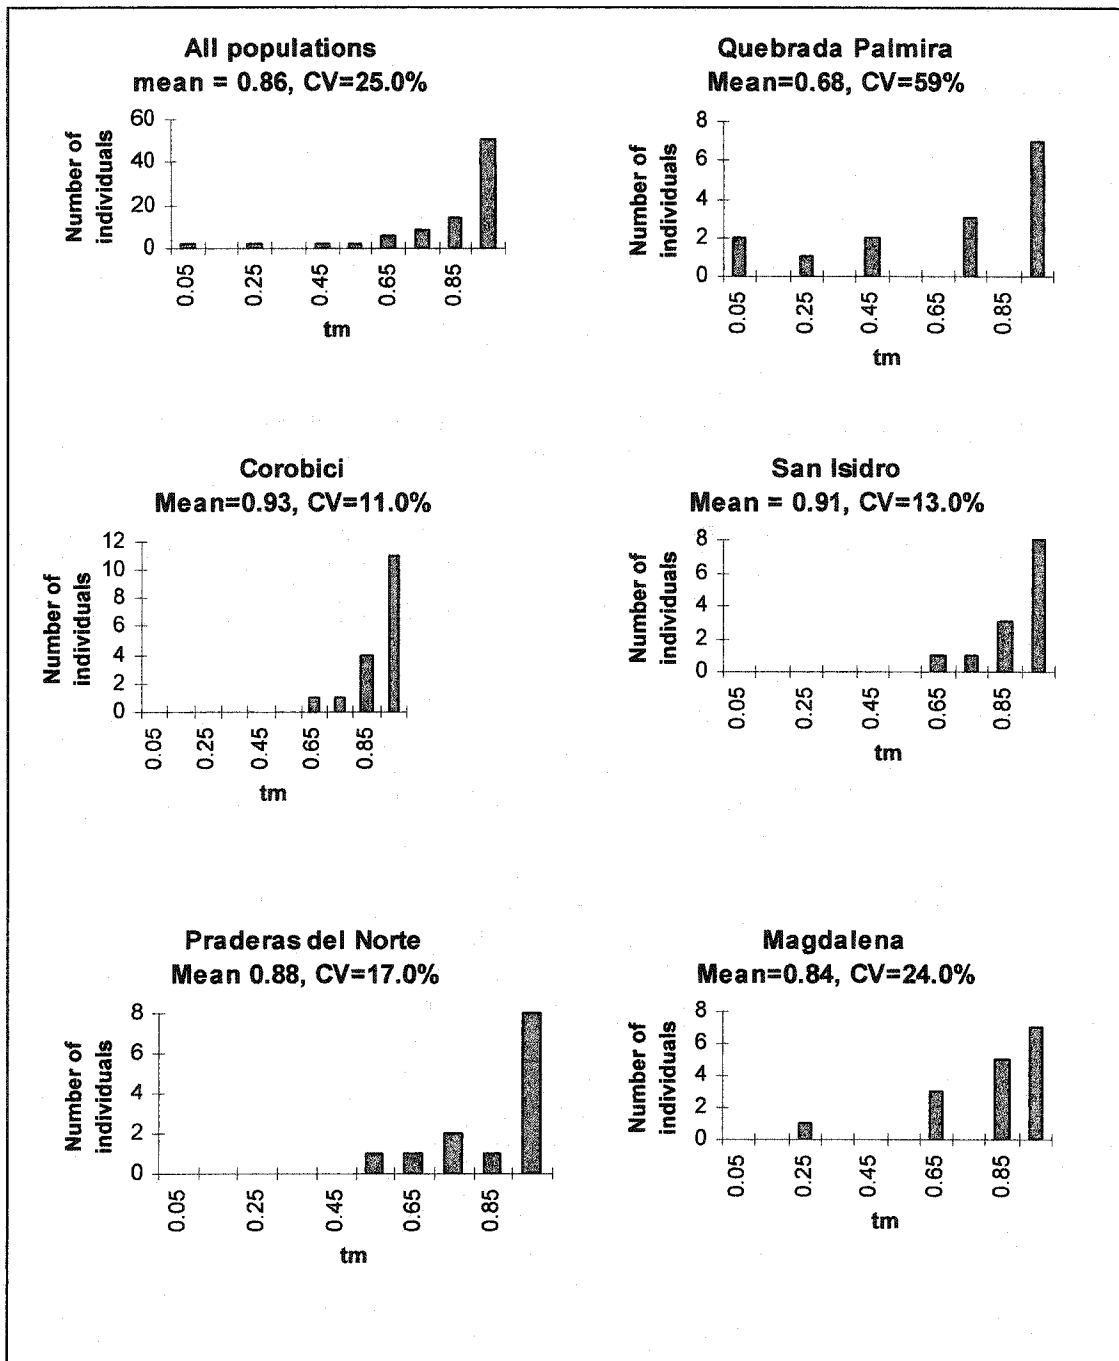 All populations
mean = 0.86, CV=25.0%
Number of
individuals
60
40
20
0
0.05
0.25
0.45
0.65
0.85
tm
Quebrada Palmira
Mean=0.68, CV=59%
Number of
individuals
8
6
4
2
0
0.05
0.25
0.45
0.65
0.85
tm
Corobici
Mean=0.93, CV=11.0%
Number of
individuals
12
10
8
6
4
2
0
0.05
0.25
0.45
0.65
0.85
tm
San Isidro
Mean = 0.91, CV=13.0%
Number of
individuals
8
6
4
2
0
0.05
0.25
0.45
0.65
0.85
tm
Praderas del Norte
Mean 0.88, CV=17.0%
Number of
individuals
8
6
4
2
0
0.05
0.25
0.45
0.65
0.85
tm
Magdalena
Mean=0.84, CV=24.0%
Number of
individuals
8
6
4
2
0
0.05
0.25
0.45
0.65
0.85
tm